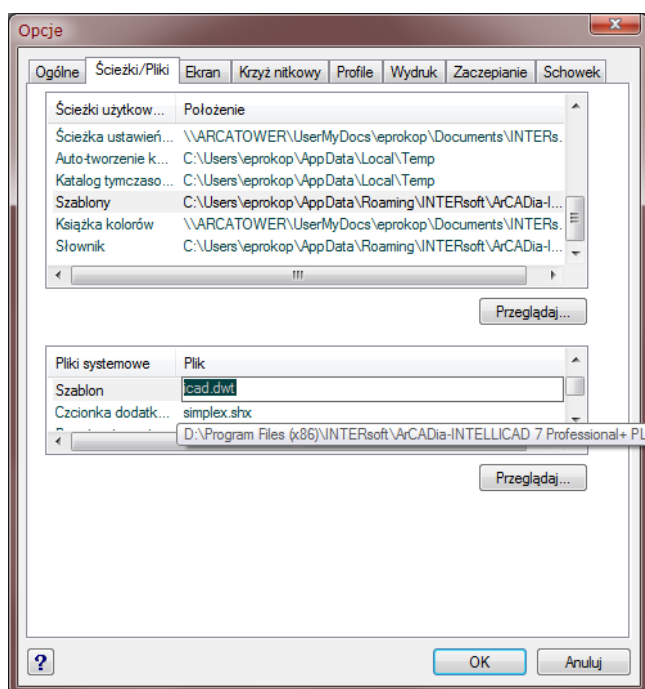 Opcje
Ogólne Ścieżki/Pliki Ekran Krzyż nitkowy Profile Wydruk Zaczepianie Schowek
Ścieżki użytkow... Położenie
Ścieżka ustawień... \\ARCATOWER\UserMyDocs\eprokop\Documents\INTERs.
Auto-tworzenie k... C:\Users\eprokop\AppData\Local\Temp
Katalog tymczaso... C:\Users\eprokop\AppData\Local\Temp
Szablony C:\Users\eprokop\AppData\Roaming\INTERsoft\ArCADia-I...
Książka kolorów \\ARCATOWER\UserMyDocs\eprokop\Documents\INTERs.
Słownik C:\Users\eprokop\AppData\Roaming\INTERsoft\ArCADia-I...
Przeglądaj...
Pliki systemowe Plik
Szablon icad.dwt
Czcionka dodatk... simplex.shx
D:\Program Files (x86)\INTERsoft\ArCADia-INTELLICAD 7 Professional+ PL
Przeglądaj...
? OK Anuluj